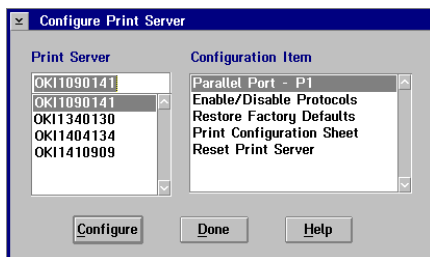 Configure Print Server
Print Server
OKI1090141
OKI1090141
OKI1340130
OKI1404134
OKI1410909
Configuration Item
Parallel Port - P1
Enable/Disable Protocols
Restore Factory Defaults
Print Configuration Sheet
Reset Print Server
Configure
Done
Help